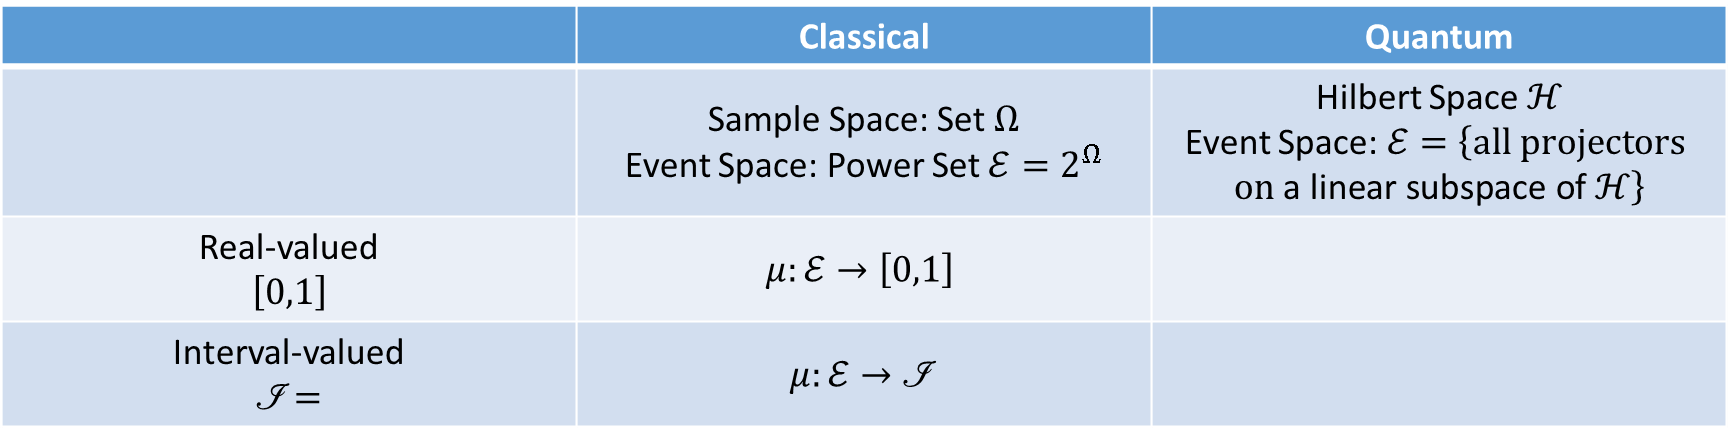 Classical
Quantum
Sample Space: Set Ω
Event Space: Power Set ℰ = 2^Ω
Hilbert Space ℋ
Event Space: ℰ = {all projectors
on a linear subspace of ℋ}
Real-valued
[0,1]
μ: ℰ → [0,1]
Interval-valued
ℐ =
μ: ℰ → ℐ